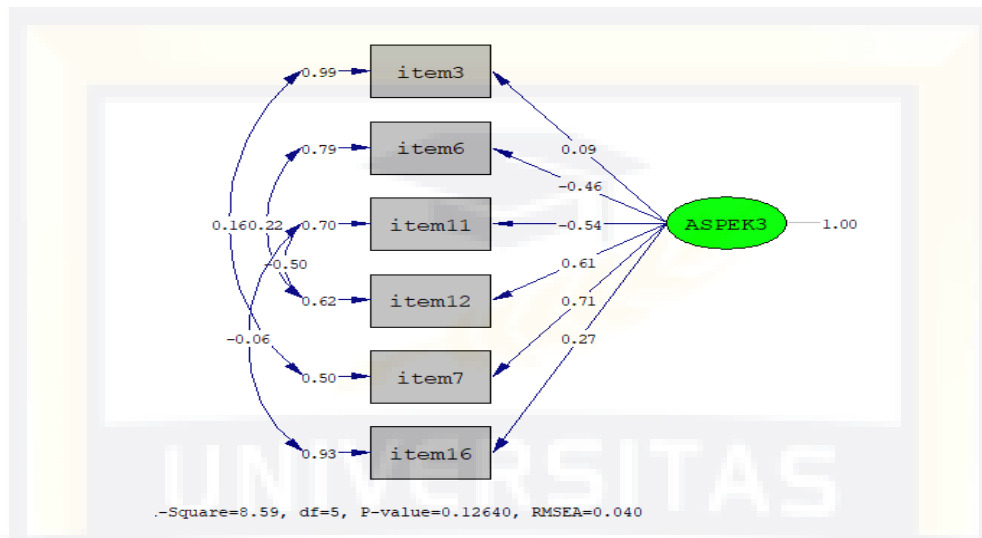 0.99 item3
0.09
0.79 item6
-0.46
0.16 0.22 0.70 item11 -0.54 ASPEK3 1.00
-0.50
0.61
0.62 item12
0.71
-0.06 0.27
0.50 item7
0.93 item16
UNIVERSITAS
.-Square=8.59, df=5, P-value=0.12640, RMSEA=0.040